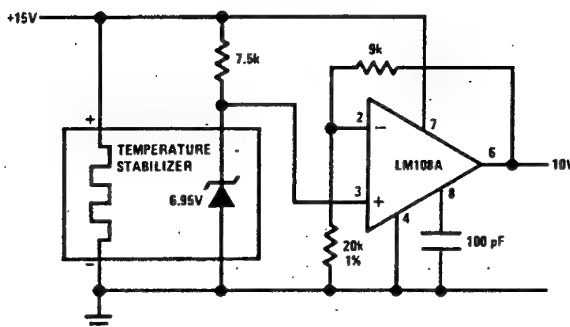 +15V
7.5k
9k
2
7
+
−
TEMPERATURE
STABILIZER
LM108A
6
10V
6.95V
3
+
8
4
20k
1%
100 pF
−